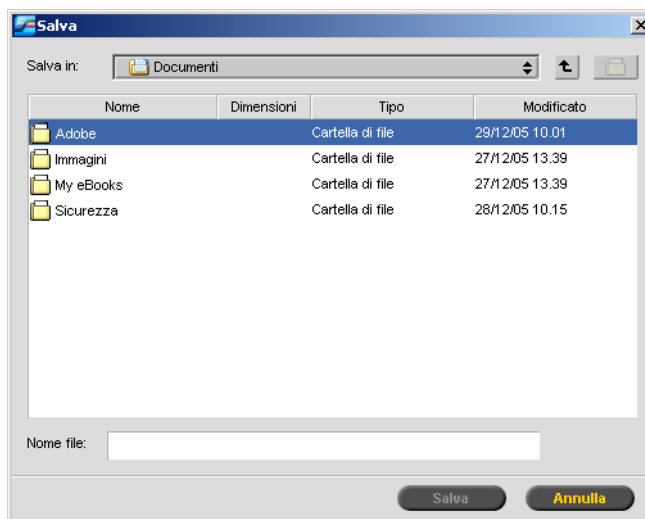 Salva
Salva in: Documenti
Nome Dimensioni Tipo Modificato
Adobe Cartella di file 29/12/05 10.01
Immagini Cartella di file 27/12/05 13.39
My eBooks Cartella di file 27/12/05 13.39
Sicurezza Cartella di file 28/12/05 10.15
Nome file:
Salva Annulla